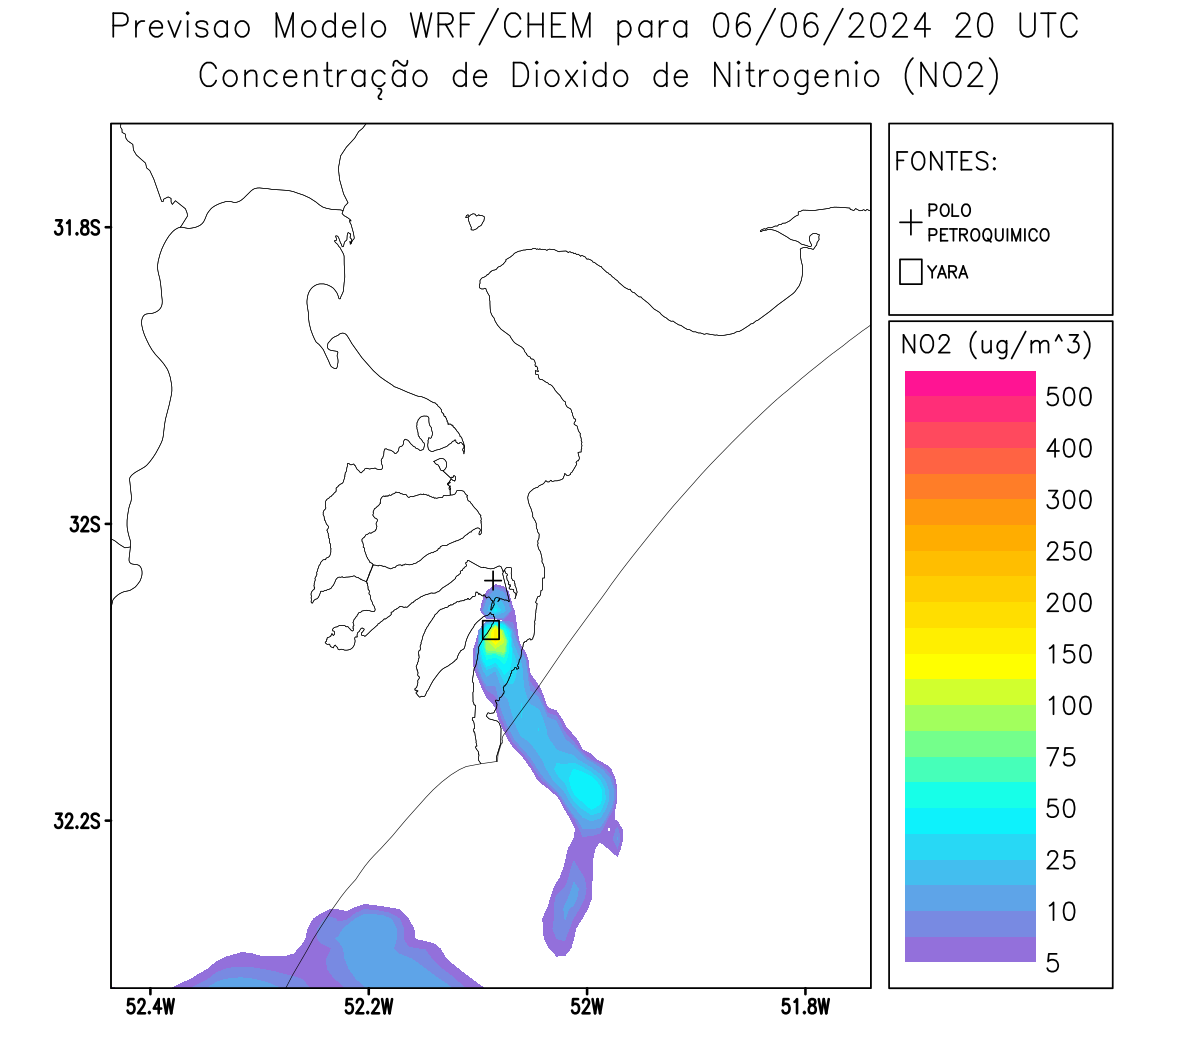 Previsao Modelo WRF/CHEM para 06/06/2024 20 UTC
Concentração de Dioxido de Nitrogenio (NO2)
FONTES:
POLO
PETROQUIMICO
YARA
NO2 (ug/m^3)
500
400
300
250
200
150
100
75
50
25
10
5
31.8S
32S
32.2S
52.4W
52.2W
52W
51.8W